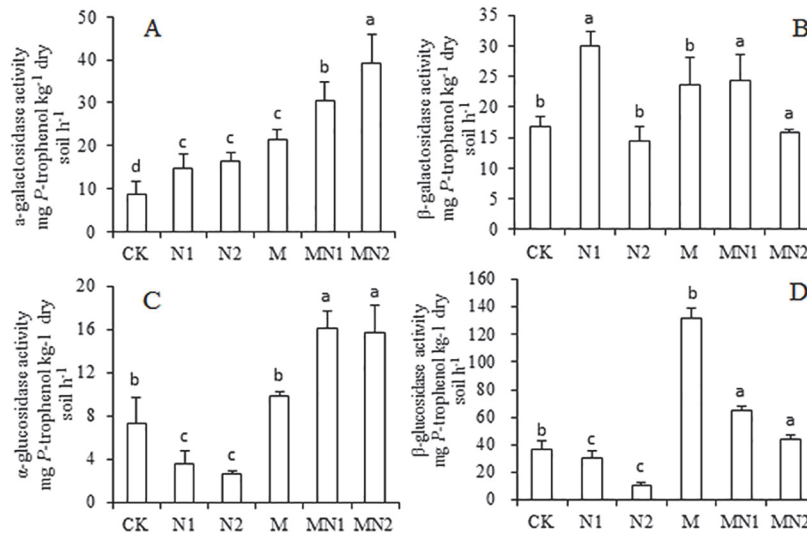 A
α-galactosidase activity
mg P-trophenol kg-1 dry
soil h-1
50
40
30
20
10
0
d
c
c
c
b
a
CK N1 N2 M MN1 MN2
B
β-galactosidase activity
mg P-trophenol kg-1 dry
soil h-1
35
30
25
20
15
10
5
0
b
a
b
b
a
a
CK N1 N2 M MN1 MN2
C
α-glucosidase activity
mg P-trophenol kg-1 dry
soil h-1
20
16
12
8
4
0
b
c
c
b
a
a
CK N1 N2 M MN1 MN2
D
β-glucosidase activity
mg P-trophenol kg-1 dry
soil h-1
160
140
120
100
80
60
40
20
0
b
c
c
b
a
a
CK N1 N2 M MN1 MN2